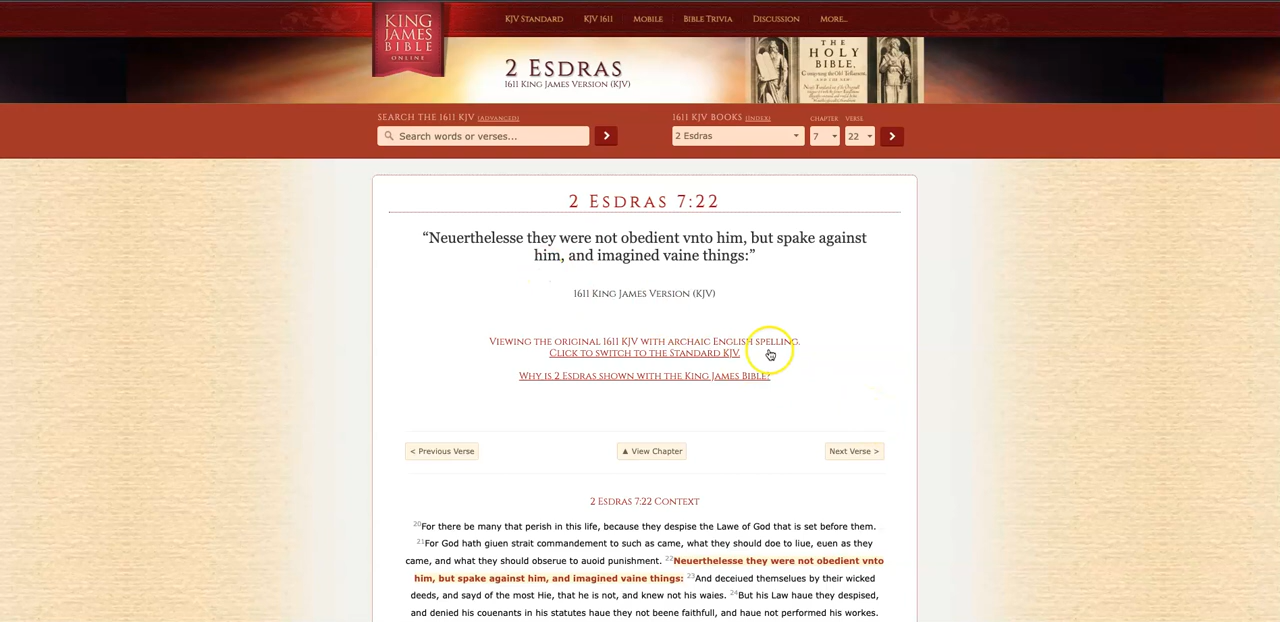 KING
JAMES
BIBLE
ONLINE
KJV STANDARD KJV 1611 MOBILE BIBLE TRIVIA DISCUSSION MORE...
2 ESDRAS
1611 KING JAMES VERSION (KJV)
THE
HOLY
BIBLE,
SEARCH THE 1611 KJV (ADVANCED)
Search words or verses...
1611 KJV BOOKS (INDEX) CHAPTER VERSE
2 Esdras 7 22
2 ESDRAS 7:22
“Neuerthelesse they were not obedient vnto him, but spake against
him, and imagined vaine things:”
1611 KING JAMES VERSION (KJV)
VIEWING THE ORIGINAL 1611 KJV WITH ARCHAIC ENGLISH SPELLING.
CLICK TO SWITCH TO THE STANDARD KJV.
WHY IS 2 ESDRAS SHOWN WITH THE KING JAMES BIBLE?
< Previous Verse ▲ View Chapter Next Verse >
2 ESDRAS 7:22 CONTEXT
20For there be many that perish in this life, because they despise the Lawe of God that is set before them.
21For God hath giuen strait commandement to such as came, what they should doe to liue, euen as they
came, and what they should obserue to auoid punishment. 22Neuerthelesse they were not obedient vnto
him, but spake against him, and imagined vaine things: 23And deceiued themselues by their wicked
deeds, and sayd of the most Hie, that he is not, and knew not his waies. 24But his Law haue they despised,
and denied his couenants in his statutes haue they not beene faithfull, and haue not performed his workes.